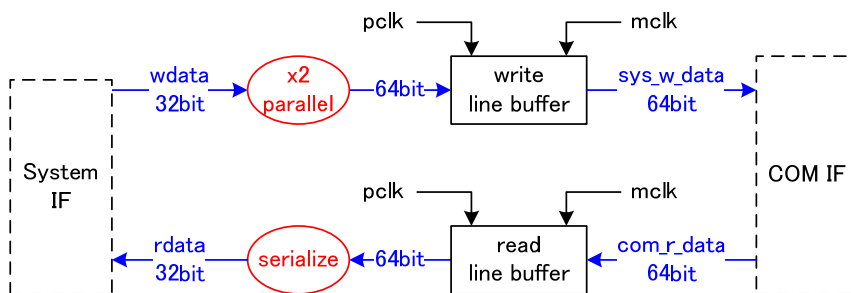 pclk
mclk
wdata
32bit
x2
parallel
64bit
write
line buffer
sys_w_data
64bit
System
IF
COM IF
pclk
mclk
rdata
32bit
serialize
64bit
read
line buffer
com_r_data
64bit